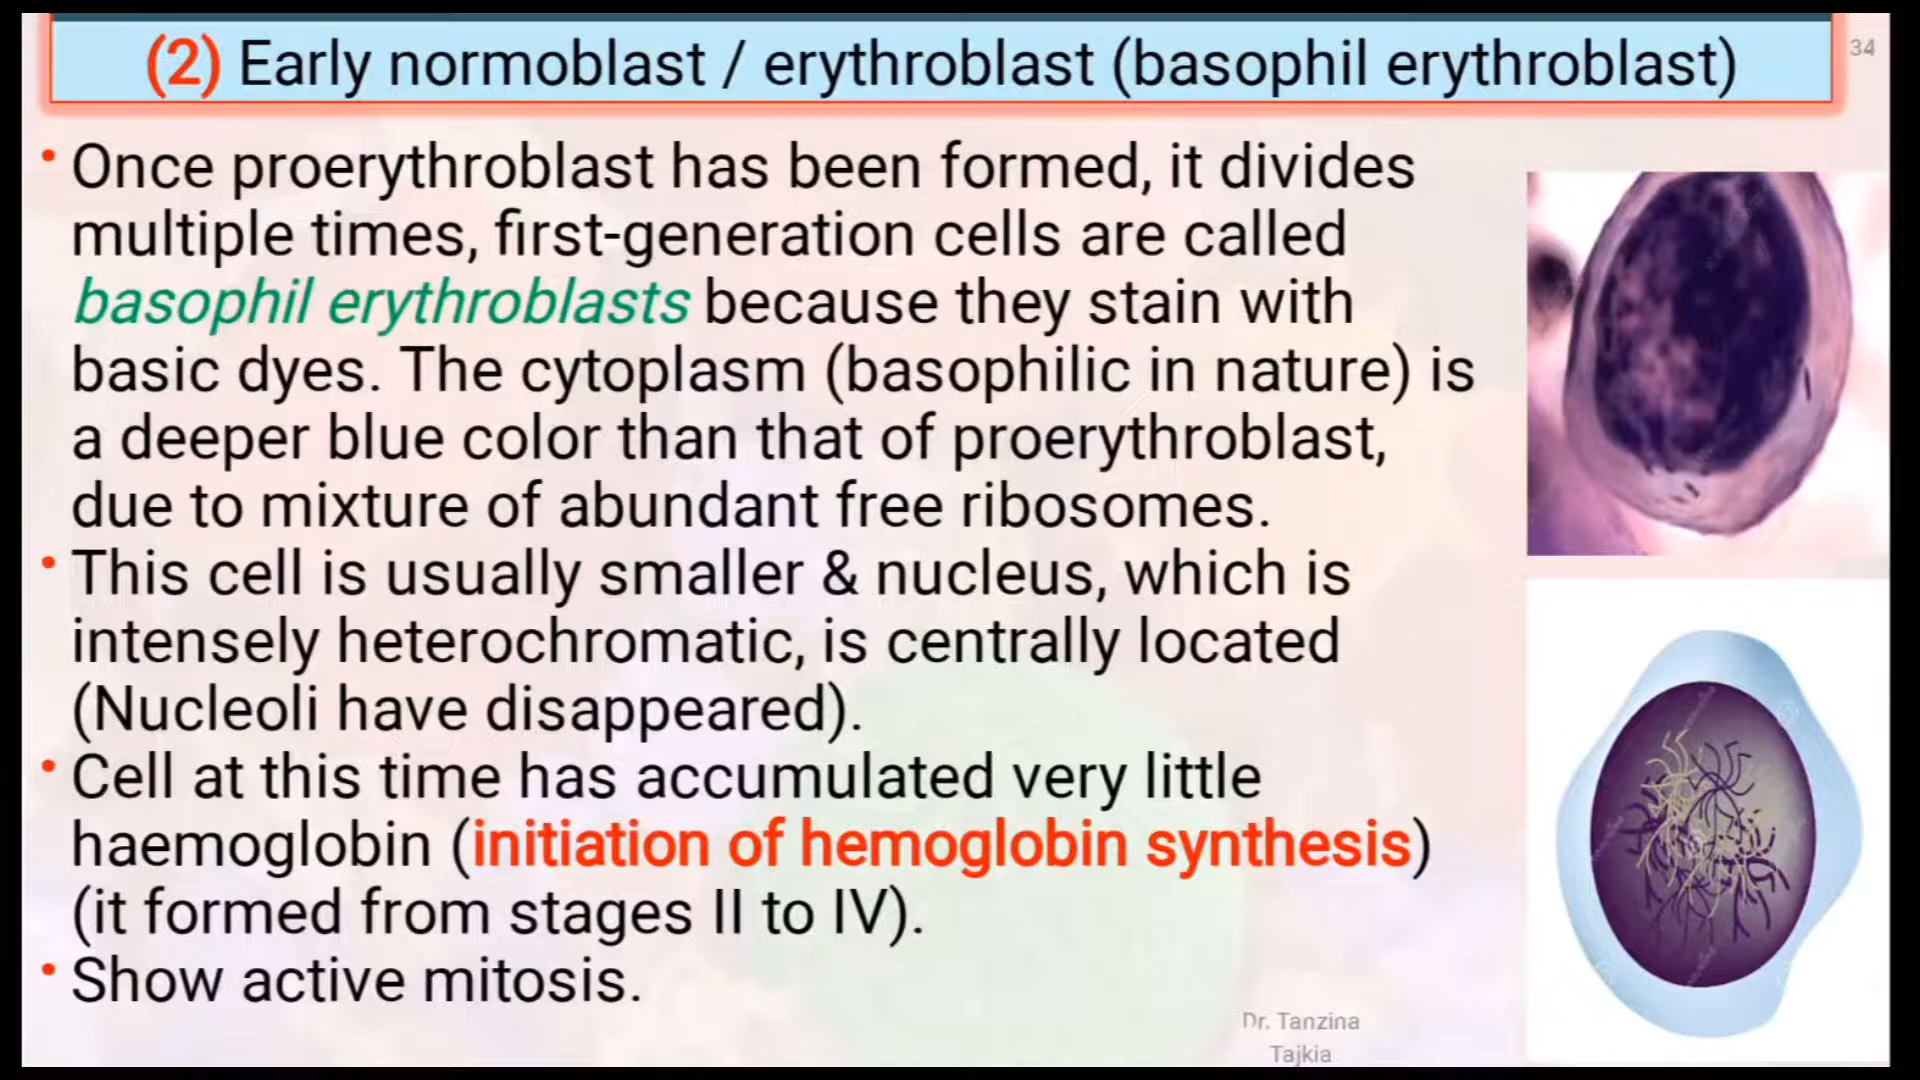 (2) Early normoblast / erythroblast (basophil erythroblast)
34
• Once proerythroblast has been formed, it divides
multiple times, first-generation cells are called
basophil erythroblasts because they stain with
basic dyes. The cytoplasm (basophilic in nature) is
a deeper blue color than that of proerythroblast,
due to mixture of abundant free ribosomes.
• This cell is usually smaller & nucleus, which is
intensely heterochromatic, is centrally located
(Nucleoli have disappeared).
• Cell at this time has accumulated very little
haemoglobin (initiation of hemoglobin synthesis)
(it formed from stages II to IV).
• Show active mitosis.
Dr. Tanzina
Tajkia